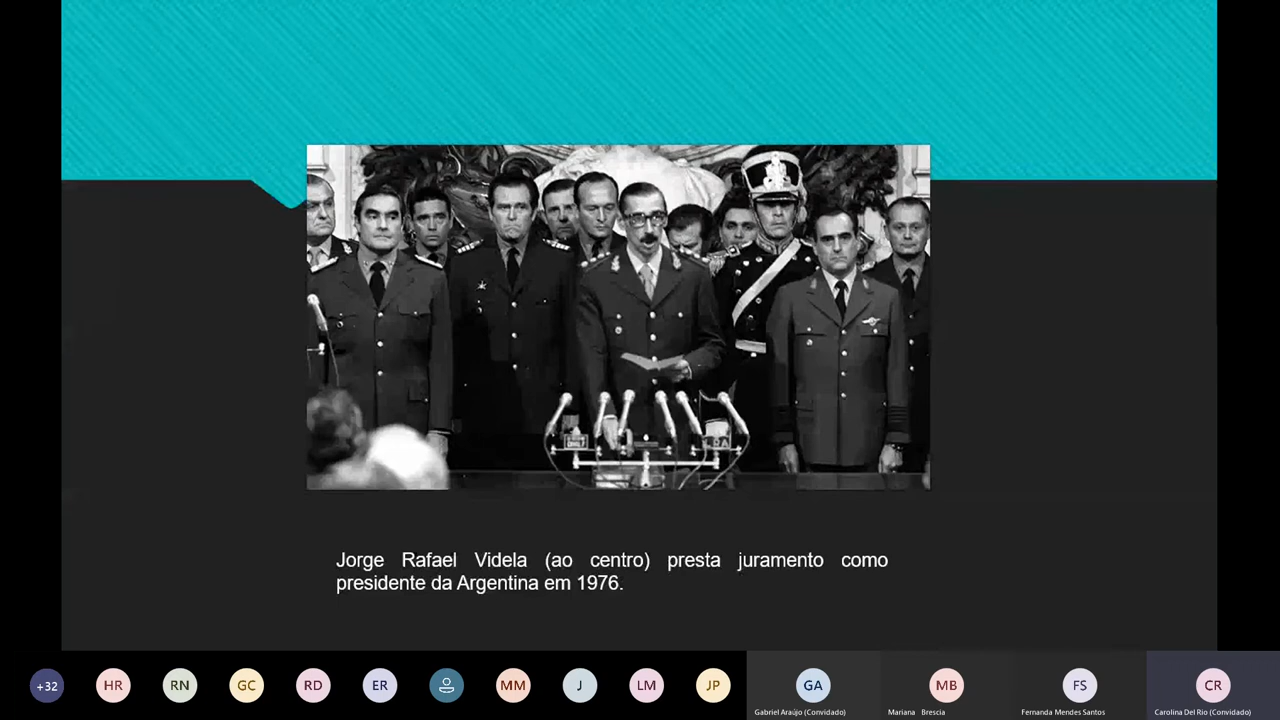 Jorge Rafael Videla (ao centro) presta juramento como
presidente da Argentina em 1976.
+32
HR
RN
GC
RD
ER
MM
J
LM
JP
GA
MB
FS
CR
Gabriel Araújo (Convidado)
Mariana Brescia
Fernanda Mendes Santos
Carolina Del Rio (Convidado)